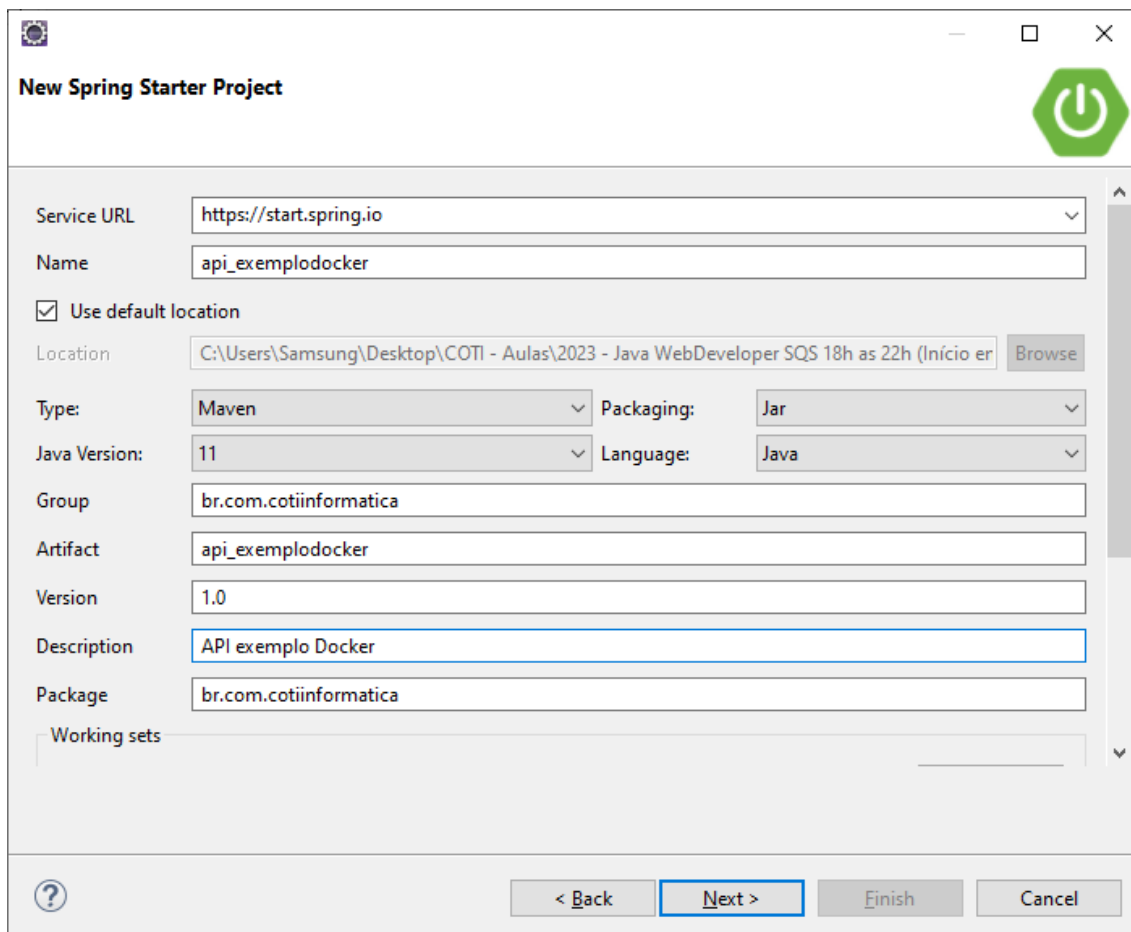 New Spring Starter Project
Service URL https://start.spring.io
Name api_exemplodocker
Use default location
Location C:\Users\Samsung\Desktop\COTI - Aulas\2023 - Java WebDeveloper SQS 18h as 22h (Início er Browse
Type: Maven Packaging: Jar
Java Version: 11 Language: Java
Group br.com.cotiinformatica
Artifact api_exemplodocker
Version 1.0
Description API exemplo Docker
Package br.com.cotiinformatica
Working sets
? < Back Next > Finish Cancel